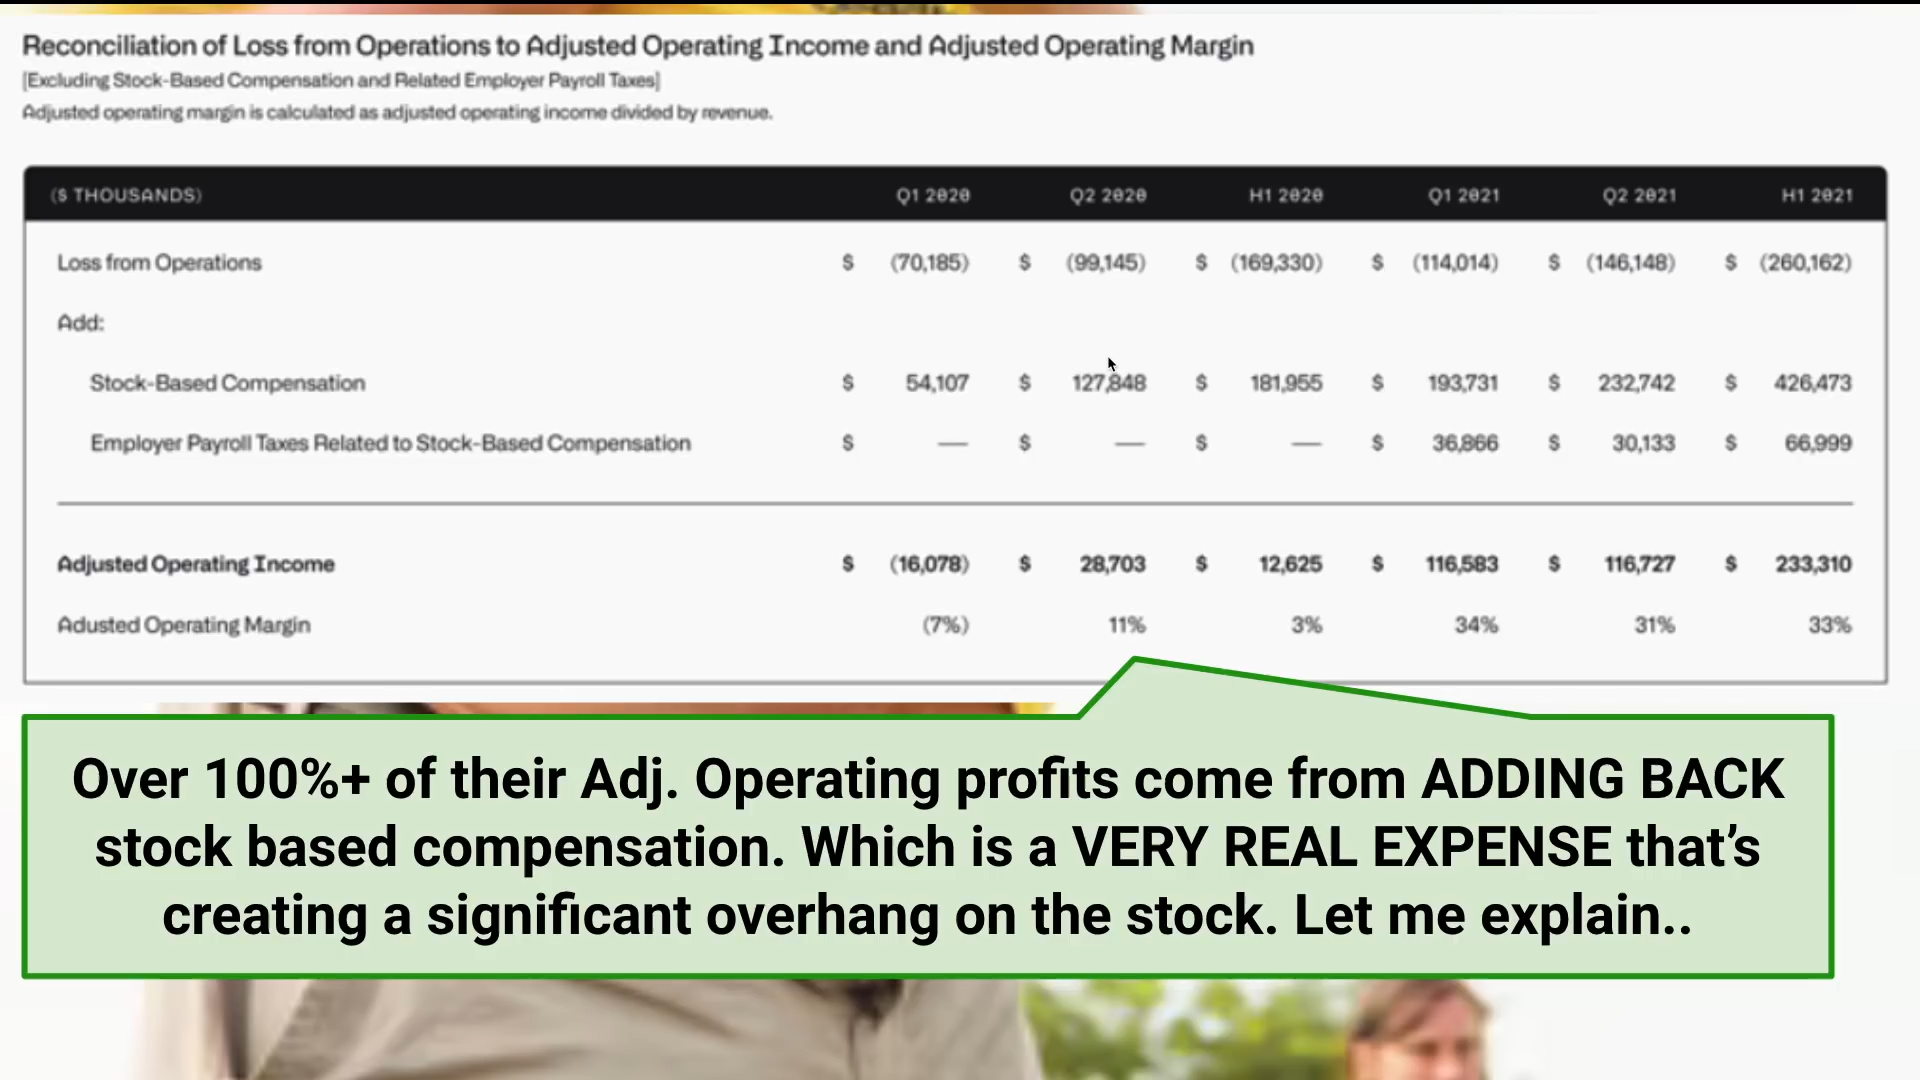 Reconciliation of Loss from Operations to Adjusted Operating Income and Adjusted Operating Margin
[Excluding Stock-Based Compensation and Related Employer Payroll Taxes]
Adjusted operating margin is calculated as adjusted operating income divided by revenue.
($ THOUSANDS) Q1 2020 Q2 2020 H1 2020 Q1 2021 Q2 2021 H1 2021
Loss from Operations $ (70,185) $ (99,145) $ (169,330) $ (114,014) $ (146,148) $ (260,162)
Add:
Stock-Based Compensation $ 54,107 $ 127,848 $ 181,955 $ 193,731 $ 232,742 $ 426,473
Employer Payroll Taxes Related to Stock-Based Compensation $ — $ — $ — $ 36,866 $ 30,133 $ 66,999
Adjusted Operating Income $ (16,078) $ 28,703 $ 12,625 $ 116,583 $ 116,727 $ 233,310
Adusted Operating Margin (7%) 11% 3% 34% 31% 33%
Over 100%+ of their Adj. Operating profits come from ADDING BACK
stock based compensation. Which is a VERY REAL EXPENSE that’s
creating a significant overhang on the stock. Let me explain..